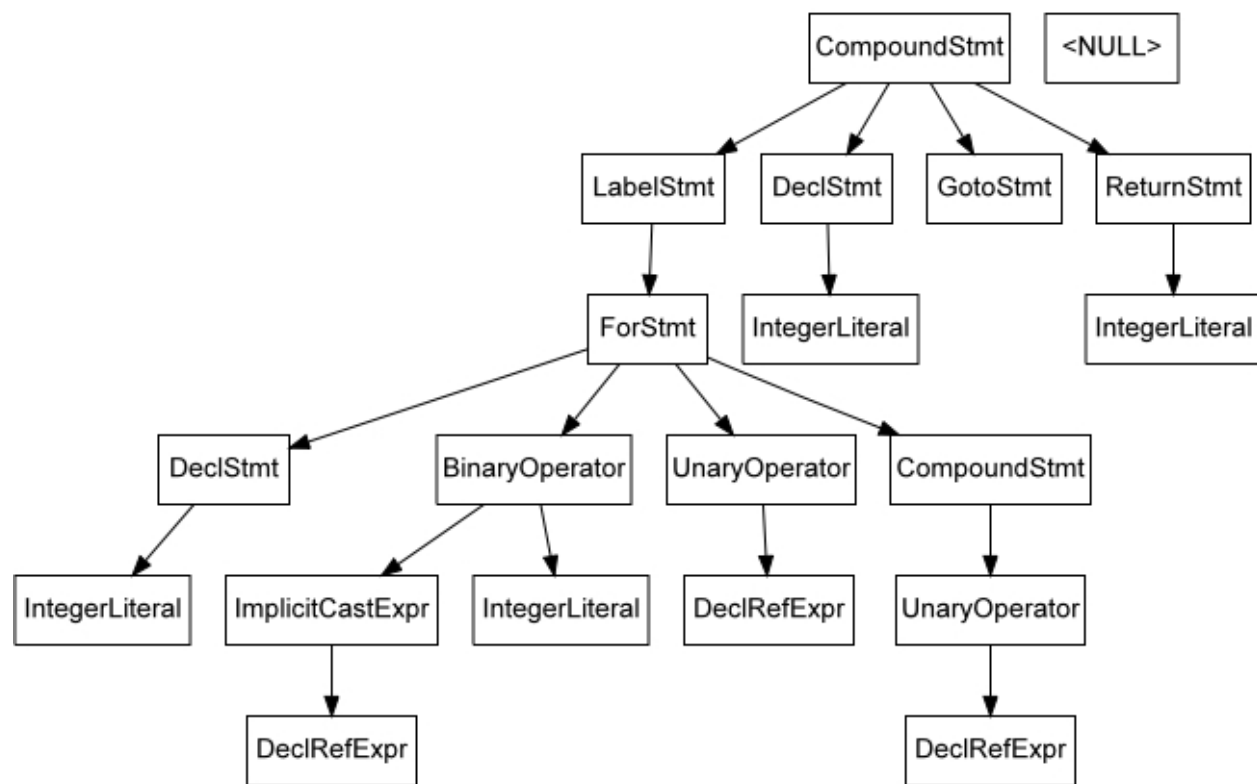 CompoundStmt
<NULL>
LabelStmt
DeclStmt
GotoStmt
ReturnStmt
ForStmt
IntegerLiteral
IntegerLiteral
DeclStmt
BinaryOperator
UnaryOperator
CompoundStmt
IntegerLiteral
ImplicitCastExpr
IntegerLiteral
DeclRefExpr
UnaryOperator
DeclRefExpr
DeclRefExpr